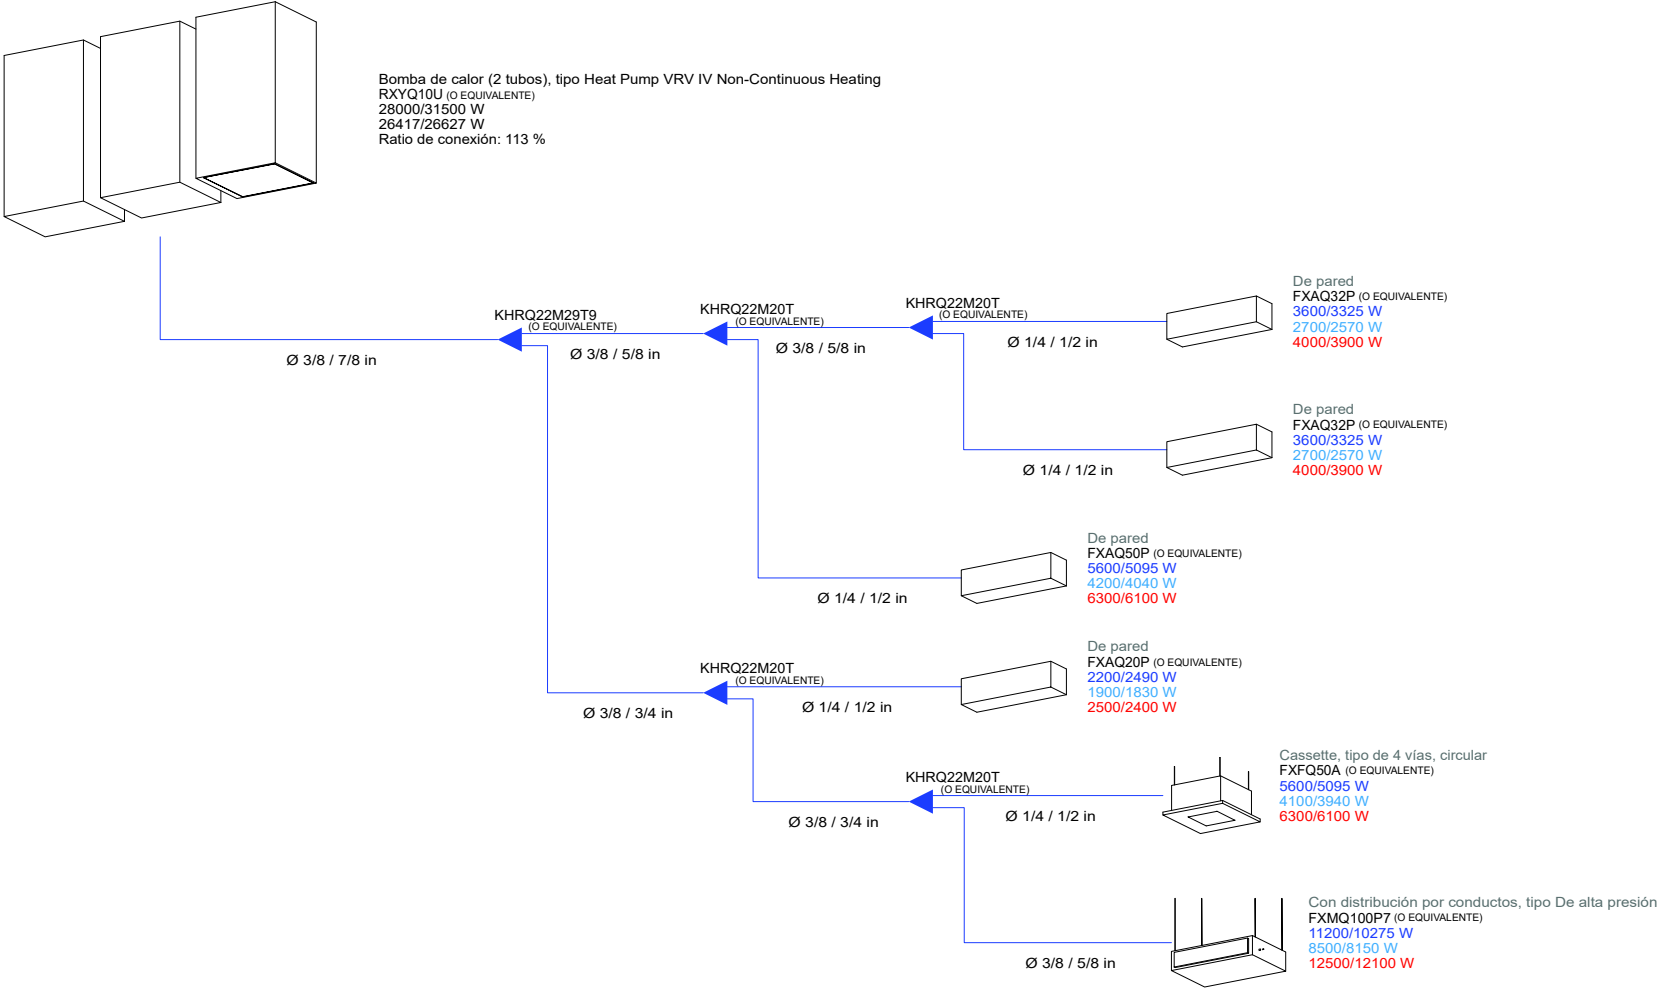 Bomba de calor (2 tubos), tipo Heat Pump VRV IV Non-Continuous Heating
RXYQ10U (O EQUIVALENTE)
28000/31500 W
26417/26627 W
Ratio de conexión: 113 %
De pared
FXAQ32P (O EQUIVALENTE)
3600/3325 W
2700/2570 W
4000/3900 W
KHRQ22M29T9
(O EQUIVALENTE)
KHRQ22M20T
(O EQUIVALENTE)
KHRQ22M20T
(O EQUIVALENTE)
Ø 3/8 / 7/8 in
Ø 3/8 / 5/8 in
Ø 3/8 / 5/8 in
Ø 1/4 / 1/2 in
De pared
FXAQ32P (O EQUIVALENTE)
3600/3325 W
2700/2570 W
4000/3900 W
Ø 1/4 / 1/2 in
De pared
FXAQ50P (O EQUIVALENTE)
5600/5095 W
4200/4040 W
6300/6100 W
Ø 1/4 / 1/2 in
De pared
FXAQ20P (O EQUIVALENTE)
2200/2490 W
1900/1830 W
2500/2400 W
KHRQ22M20T
(O EQUIVALENTE)
Ø 3/8 / 3/4 in
Ø 1/4 / 1/2 in
Cassette, tipo de 4 vías, circular
FXFQ50A (O EQUIVALENTE)
5600/5095 W
4100/3940 W
6300/6100 W
KHRQ22M20T
(O EQUIVALENTE)
Ø 3/8 / 3/4 in
Ø 1/4 / 1/2 in
Con distribución por conductos, tipo De alta presión
FXMQ100P7 (O EQUIVALENTE)
11200/10275 W
8500/8150 W
12500/12100 W
Ø 3/8 / 5/8 in